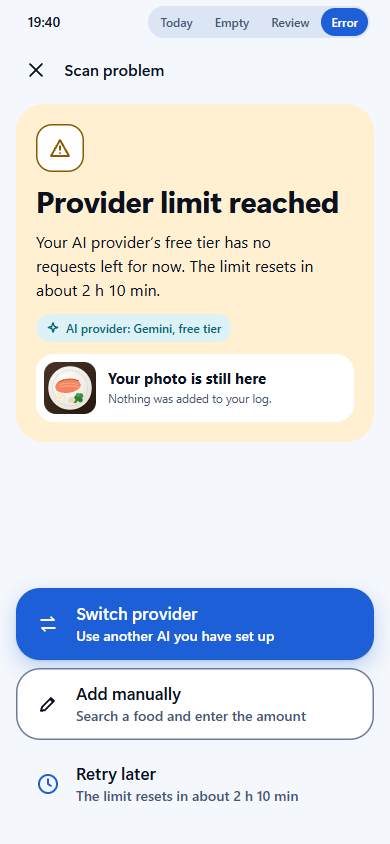 19:40
Today Empty Review Error
Scan problem
Provider limit reached
Your AI provider's free tier has no
requests left for now. The limit resets in
about 2 h 10 min.
AI provider: Gemini, free tier
Your photo is still here
Nothing was added to your log.
Switch provider
Use another AI you have set up
Add manually
Search a food and enter the amount
Retry later
The limit resets in about 2 h 10 min